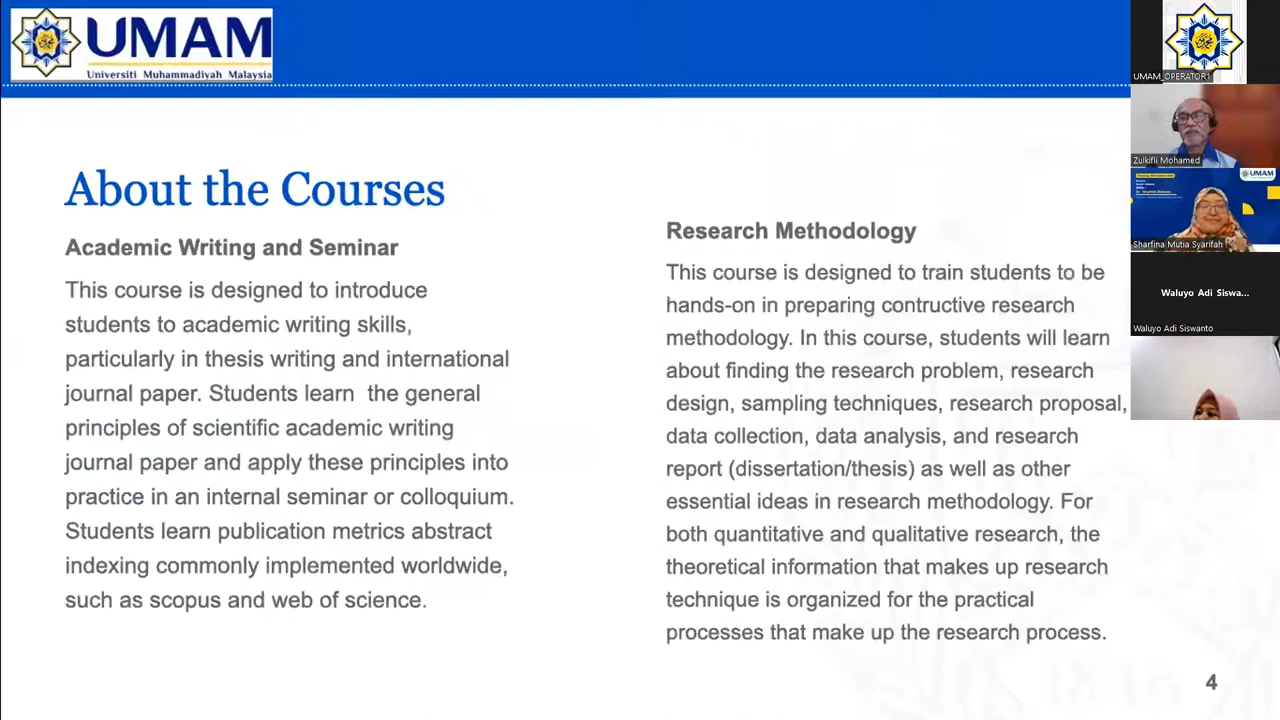 UMAM
Universiti Muhammadiyah Malaysia
About the Courses
Academic Writing and Seminar
This course is designed to introduce
students to academic writing skills,
particularly in thesis writing and international
journal paper. Students learn the general
principles of scientific academic writing
journal paper and apply these principles into
practice in an internal seminar or colloquium.
Students learn publication metrics abstract
indexing commonly implemented worldwide,
such as scopus and web of science.
Research Methodology
This course is designed to train students to be
hands-on in preparing contructive research
methodology. In this course, students will learn
about finding the research problem, research
design, sampling techniques, research proposal,
data collection, data analysis, and research
report (dissertation/thesis) as well as other
essential ideas in research methodology. For
both quantitative and qualitative research, the
theoretical information that makes up research
technique is organized for the practical
processes that make up the research process.
4
UMAM_OPERATOR1
Zulkifli Mohamed
UMAM
Sharfina Mutia Syarifah
Waluyo Adi Siswa...
Waluyo Adi Siswanto